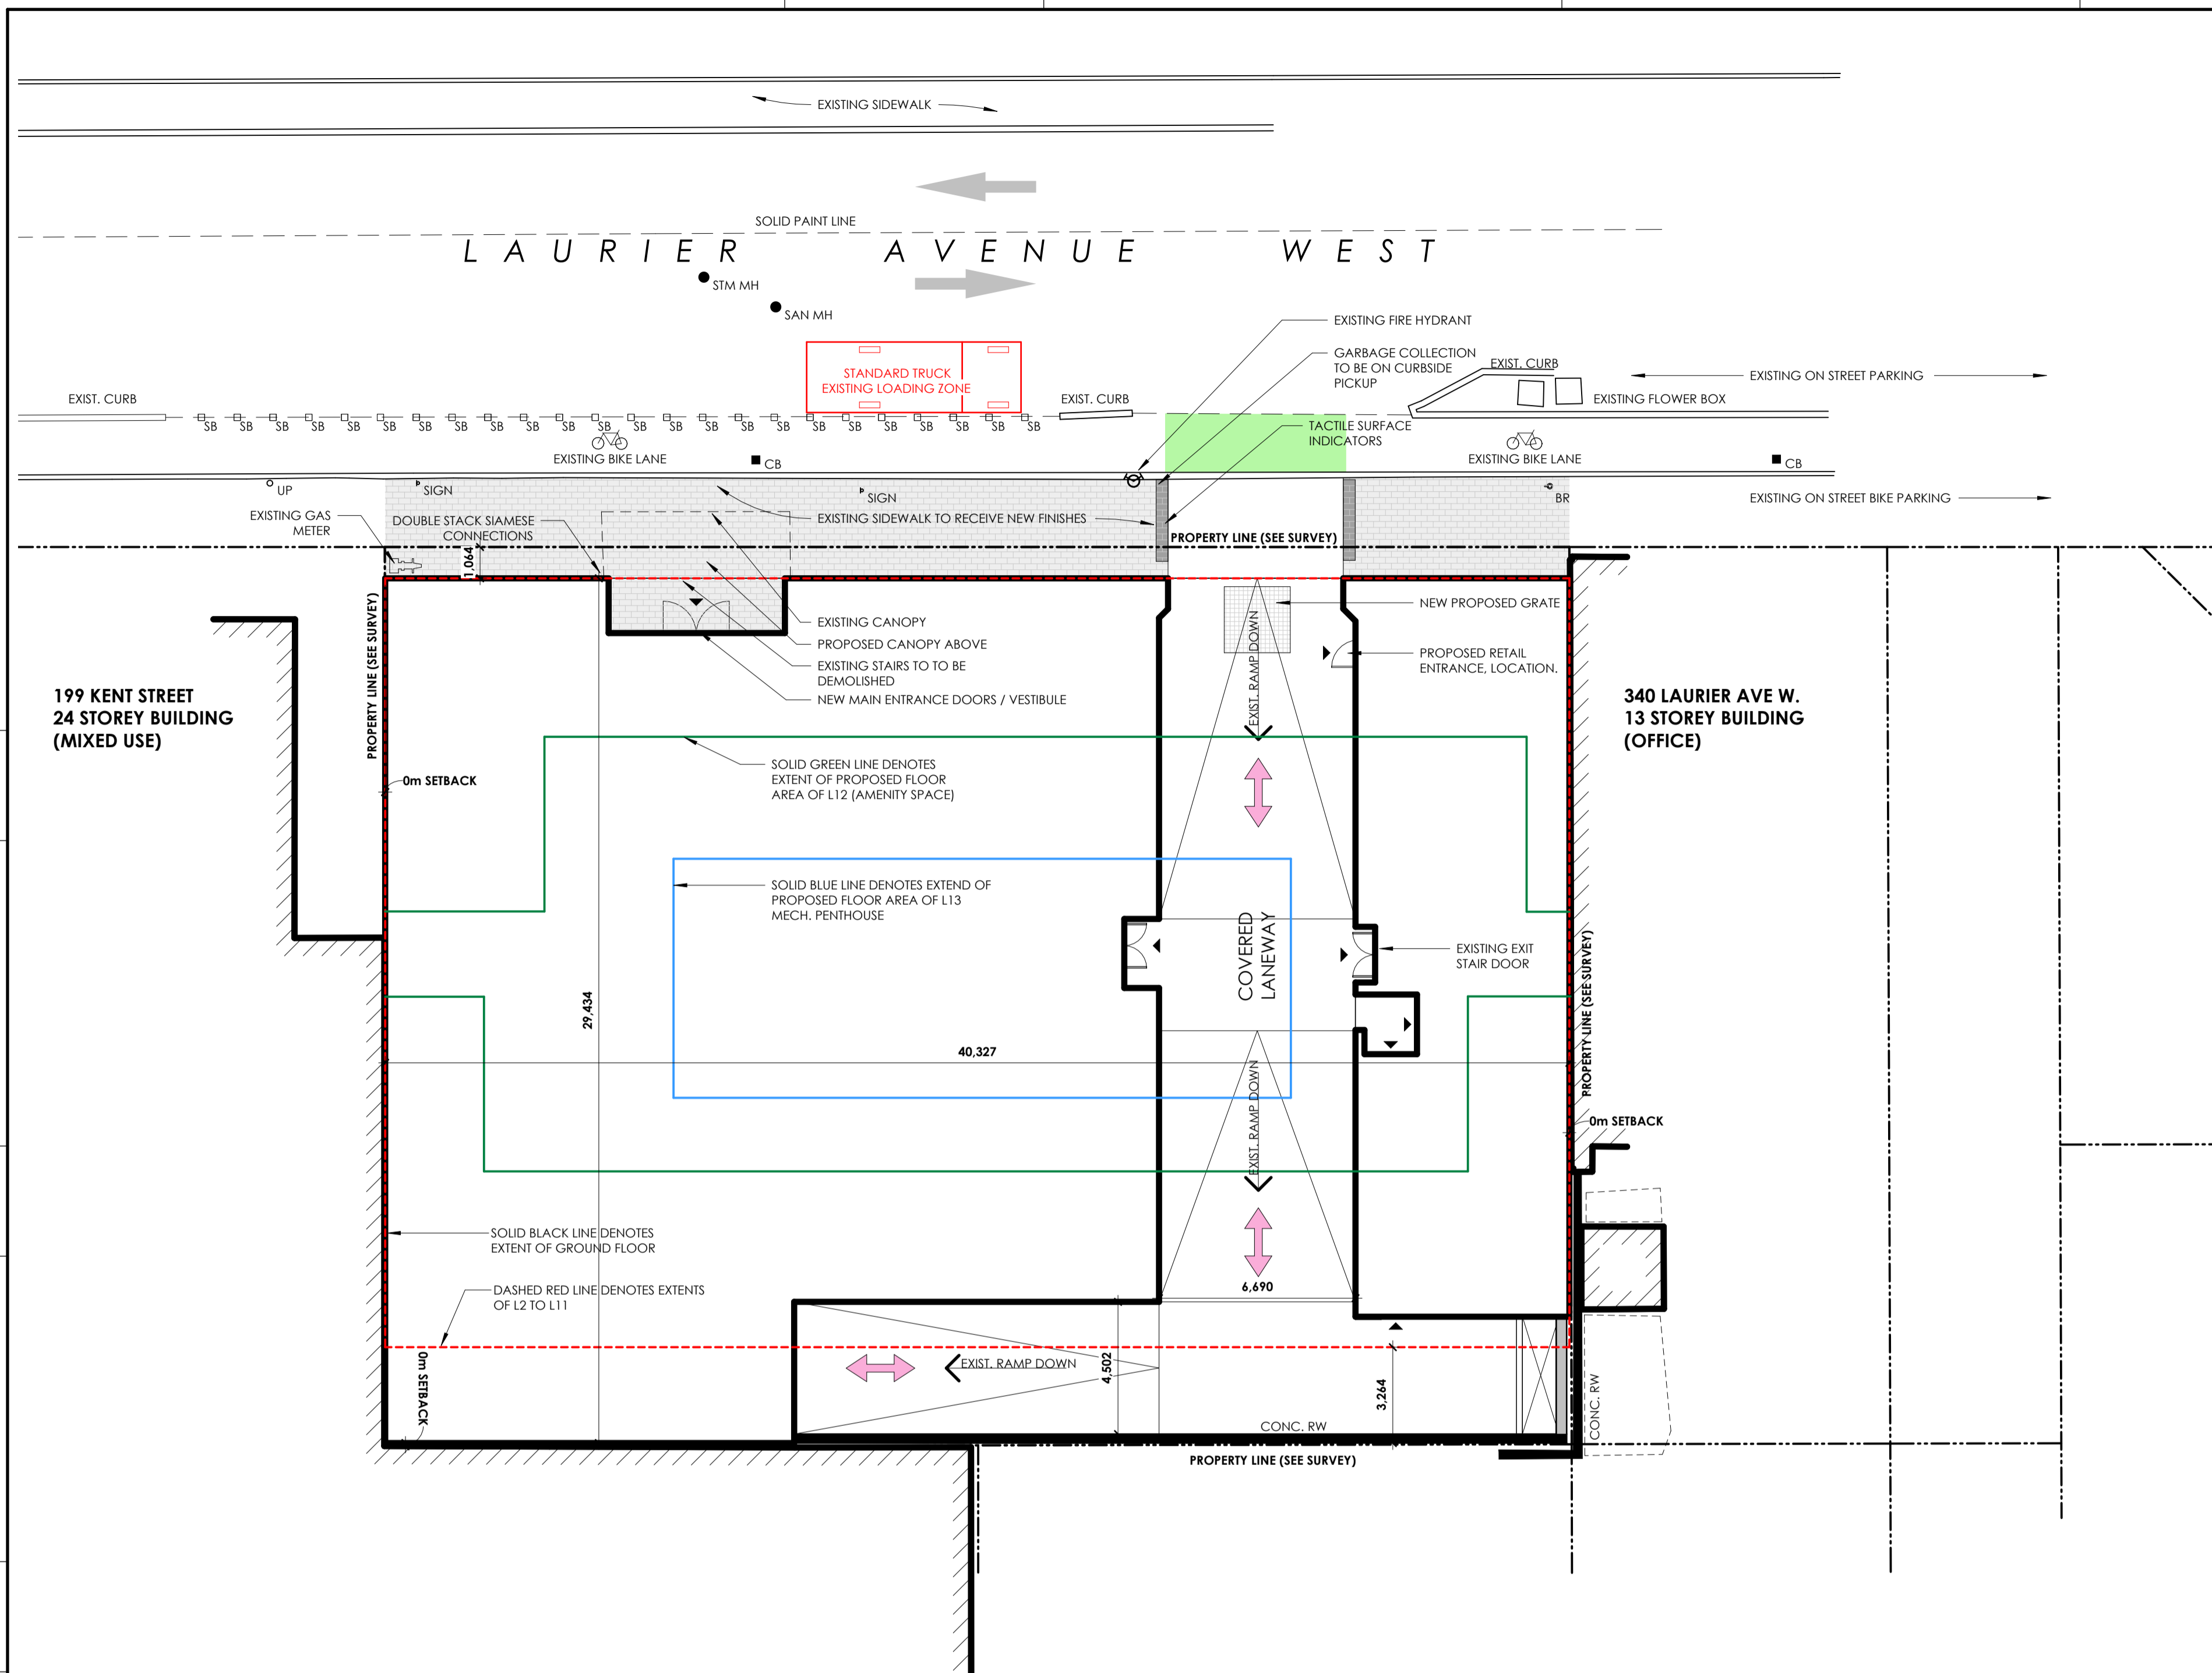 EXISTING SIDEWALK
SOLID PAINT LINE
LAURIER AVENUE WEST
STM MH
SAN MH
EXISTING FIRE HYDRANT
GARBAGE COLLECTION
TO BE ON CURBSIDE
PICKUP
STANDARD TRUCK
EXISTING LOADING ZONE
EXIST. CURB
EXISTING ON STREET PARKING
EXIST. CURB
EXIST. CURB
EXISTING FLOWER BOX
SB SB SB SB SB SB SB SB SB SB SB SB SB SB SB SB SB SB SB SB SB SB SB SB
TACTILE SURFACE
INDICATORS
EXISTING BIKE LANE
CB
EXISTING BIKE LANE
CB
UP
SIGN
SIGN
BR
EXISTING ON STREET BIKE PARKING
EXISTING GAS
METER
DOUBLE STACK SIAMESE
CONNECTIONS
EXISTING SIDEWALK TO RECEIVE NEW FINISHES
PROPERTY LINE (SEE SURVEY)
1,064
EXISTING CANOPY
PROPOSED CANOPY ABOVE
EXISTING STAIRS TO TO BE
DEMOLISHED
NEW MAIN ENTRANCE DOORS / VESTIBULE
NEW PROPOSED GRATE
PROPOSED RETAIL
ENTRANCE, LOCATION.
EXIST. RAMP DOWN
PROPERTY LINE (SEE SURVEY)
199 KENT STREET
24 STOREY BUILDING
(MIXED USE)
340 LAURIER AVE W.
13 STOREY BUILDING
(OFFICE)
0m SETBACK
SOLID GREEN LINE DENOTES
EXTENT OF PROPOSED FLOOR
AREA OF L12 (AMENITY SPACE)
SOLID BLUE LINE DENOTES EXTEND OF
PROPOSED FLOOR AREA OF L13
MECH. PENTHOUSE
COVERED
LANEWAY
EXISTING EXIT
STAIR DOOR
PROPERTY LINE (SEE SURVEY)
29,434
40,327
EXIST. RAMP DOWN
0m SETBACK
SOLID BLACK LINE DENOTES
EXTENT OF GROUND FLOOR
DASHED RED LINE DENOTES EXTENTS
OF L2 TO L11
6,690
0m SETBACK
EXIST. RAMP DOWN
4,502
3,264
CONC. RW
CONC. RW
PROPERTY LINE (SEE SURVEY)